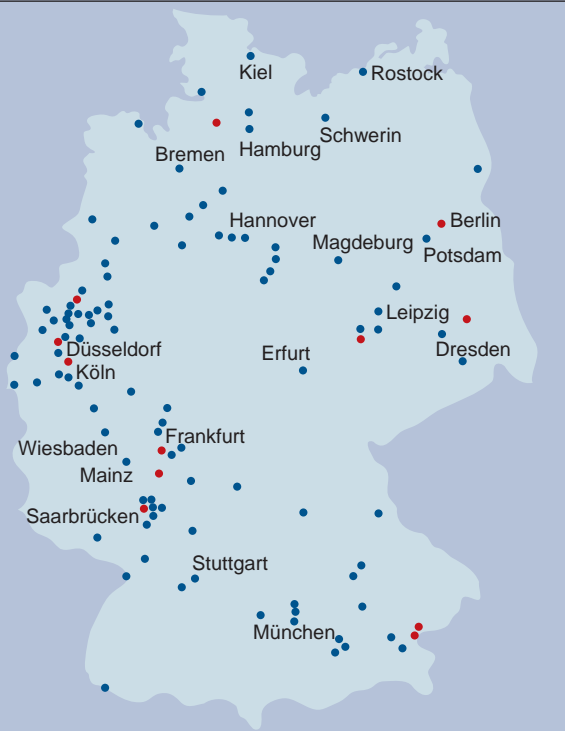 Kiel
Rostock
Schwerin
Hamburg
Bremen
Hannover
Berlin
Magdeburg
Potsdam
Leipzig
Düsseldorf
Erfurt
Dresden
Köln
Frankfurt
Wiesbaden
Mainz
Saarbrücken
Stuttgart
München